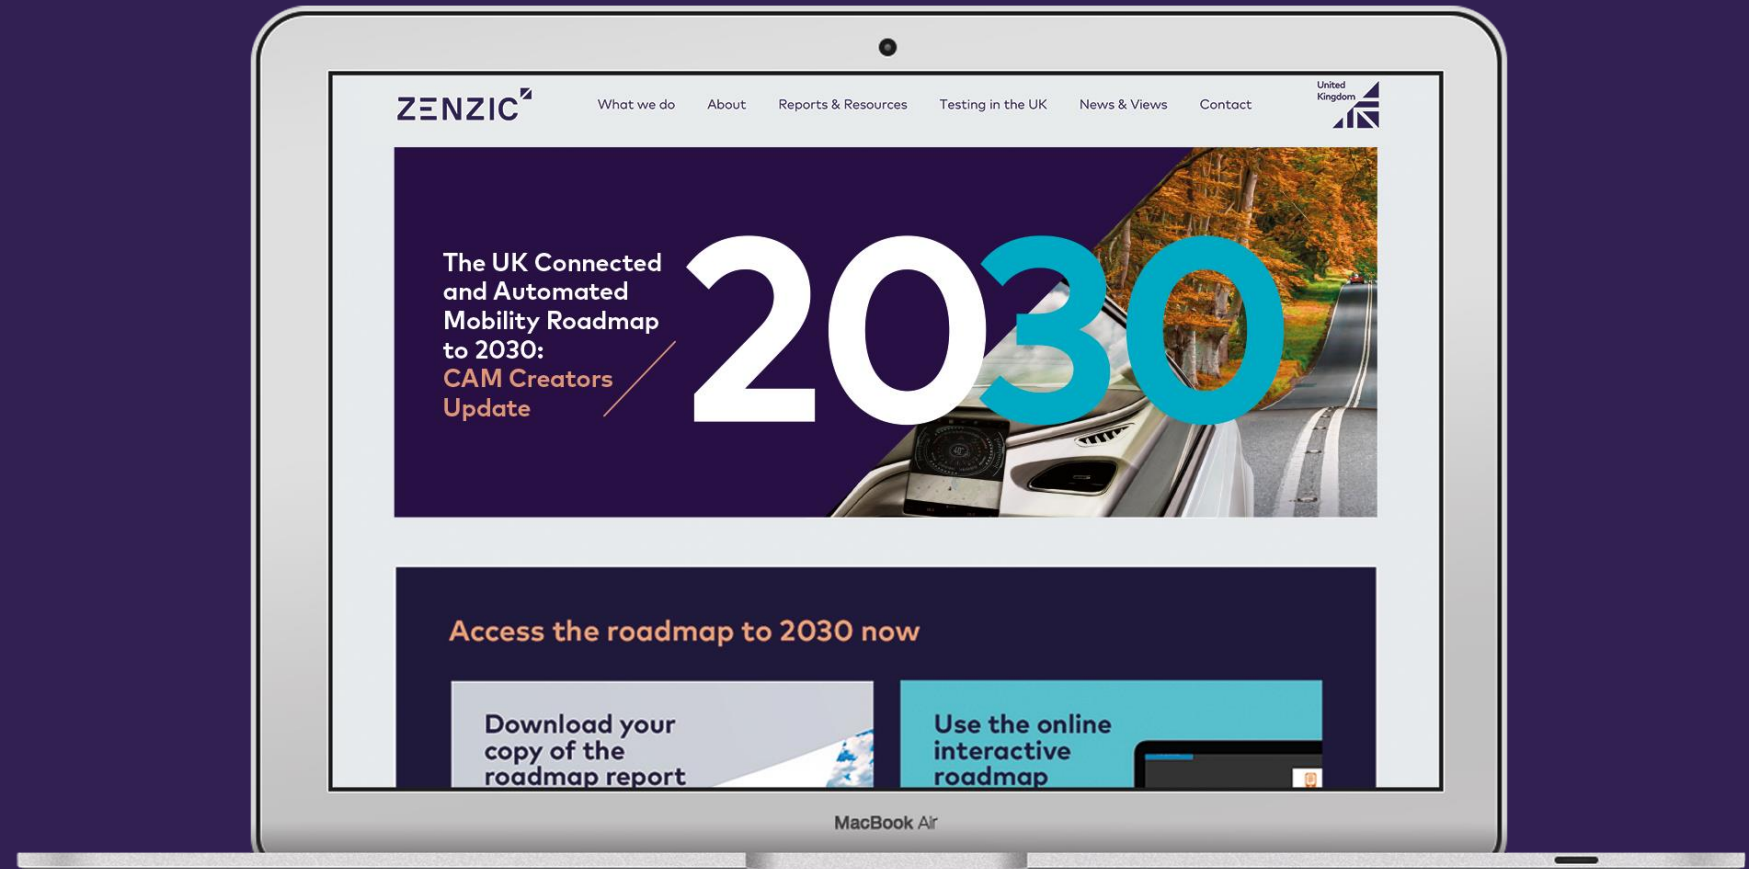 ZENZIC
What we do
About
Reports & Resources
Testing in the UK
News & Views
Contact
United
Kingdom
The UK Connected
and Automated
Mobility Roadmap
to 2030:
CAM Creators
Update
2030
Access the roadmap to 2030 now
Download your
copy of the
roadmap report
Use the online
interactive
roadmap
MacBook Air